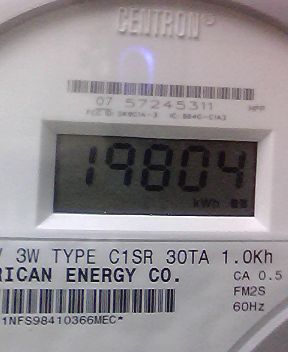 CENTRON®
07 57245311
19804
kWh
3W TYPE C1SR 30TA 1.0Kh
RICAN ENERGY CO.
CA 0.5
FM2S
60Hz
1NFS98410366MEC*